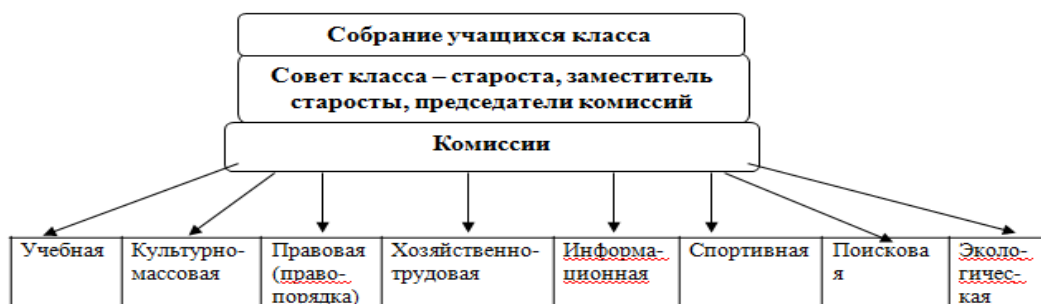 Собрание учащихся класса
Совет класса – староста, заместитель
старосты, председатели комиссий
Комиссии
Учебная
Культурно-
массовая
Правовая
(право-
порядка)
Хозяйственно-
трудовая
Информа-
ционная
Спортивная
Поискова
я
Эколо-
гичес-
кая